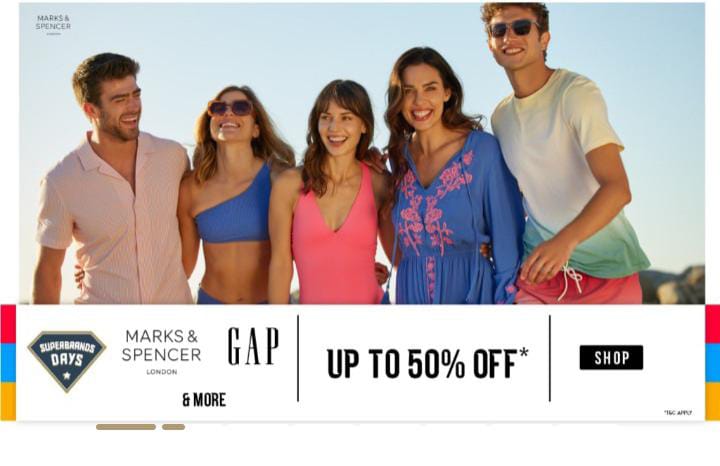 MARKS &
SPENCER
LONDON
SUPERBRANDS
DAYS
MARKS &
SPENCER
LONDON
GAP
& MORE
UP TO 50% OFF*
SHOP
*T&C APPLY